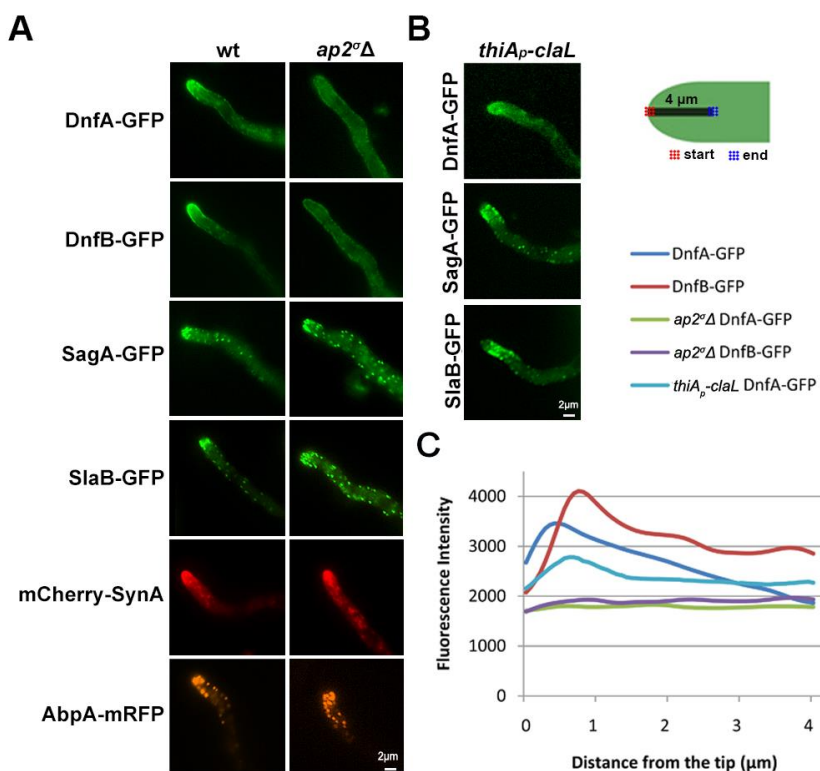 A
wt
ap2σΔ
DnfA-GFP
DnfB-GFP
SagA-GFP
SlaB-GFP
mCherry-SynA
AbpA-mRFP
2µm
B
thiAp-claL
DnfA-GFP
SagA-GFP
SlaB-GFP
2µm
4 µm
start
end
DnfA-GFP
DnfB-GFP
ap2σΔ DnfA-GFP
ap2σΔ DnfB-GFP
thiAp-claL DnfA-GFP
C
Fluorescence Intensity
4000
3000
2000
1000
0
0 1 2 3 4
Distance from the tip (µm)